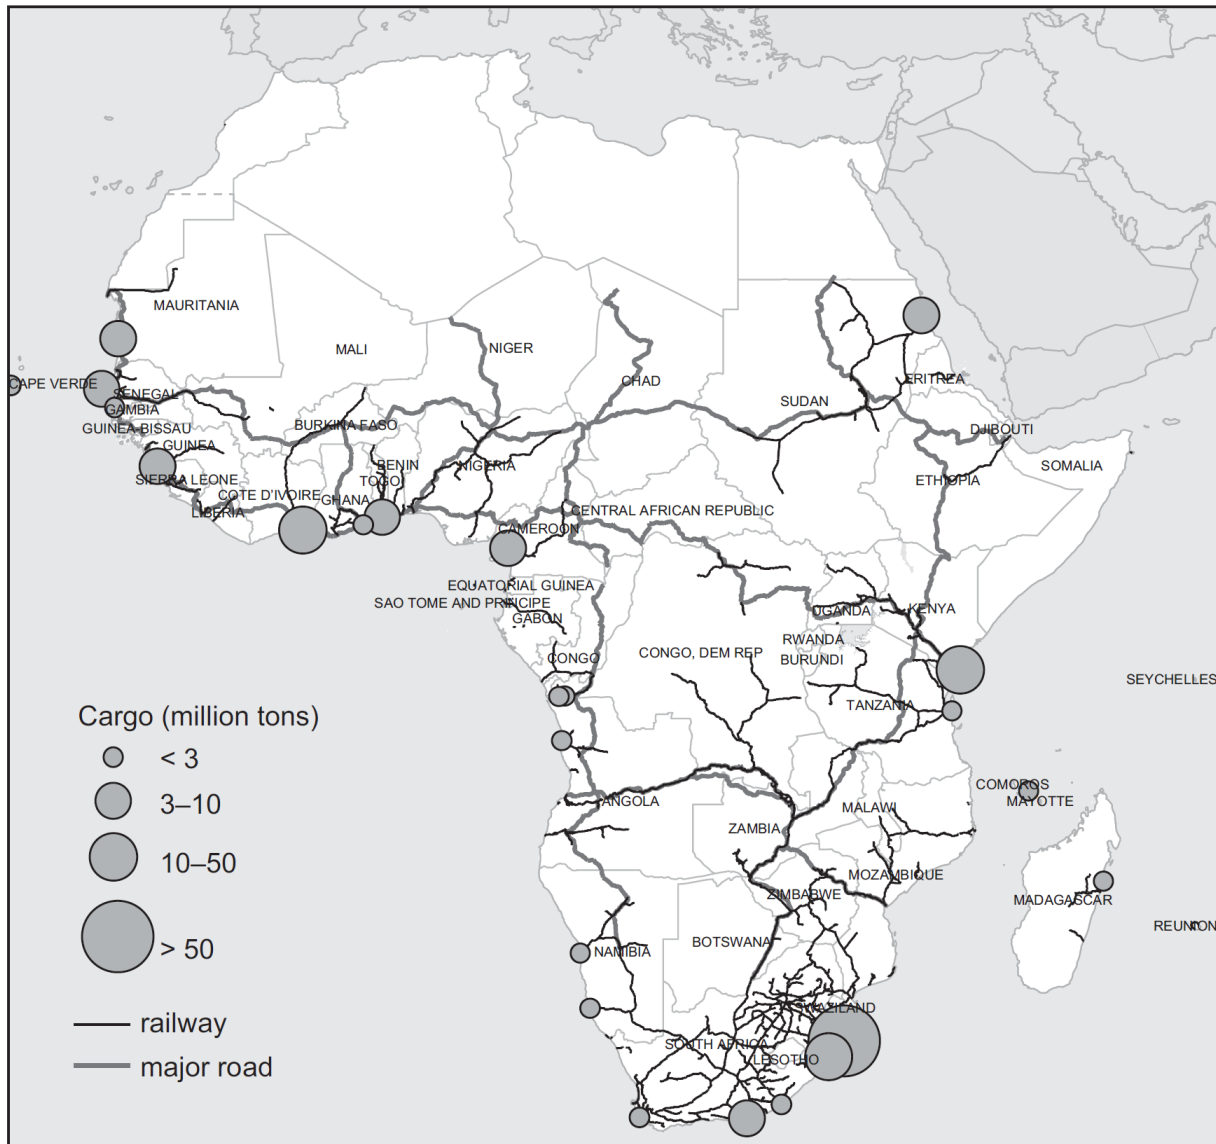 MAURITANIA
MALI
NIGER
CHAD
SUDAN
ERITREA
CAPE VERDE
SENEGAL
GAMBIA
GUINEA-BISSAU
GUINEA
BURKINA FASO
DJIBOUTI
SIERRA LEONE
LIBERIA
COTE D'IVOIRE
GHANA
TOGO
BENIN
NIGERIA
ETHIOPIA
SOMALIA
CENTRAL AFRICAN REPUBLIC
CAMEROON
EQUATORIAL GUINEA
SAO TOME AND PRINCIPE
GABON
CONGO
CONGO, DEM REP
UGANDA
KENYA
RWANDA
BURUNDI
TANZANIA
SEYCHELLES
COMOROS
MAYOTTE
ANGOLA
ZAMBIA
MALAWI
MOZAMBIQUE
ZIMBABWE
MADAGASCAR
REUNION
NAMIBIA
BOTSWANA
SWAZILAND
SOUTH AFRICA
LESOTHO
Cargo (million tons)
< 3
3–10
10–50
> 50
railway
major road